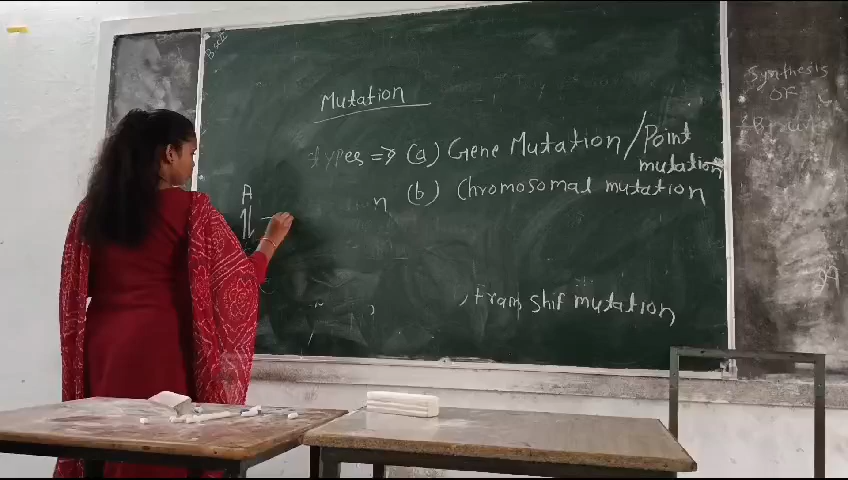 Mutation
types => (a) Gene Mutation / Point
mutation
(b) Chromosomal mutation
A
n
, fram shif mutation
Synthesis
OF
A